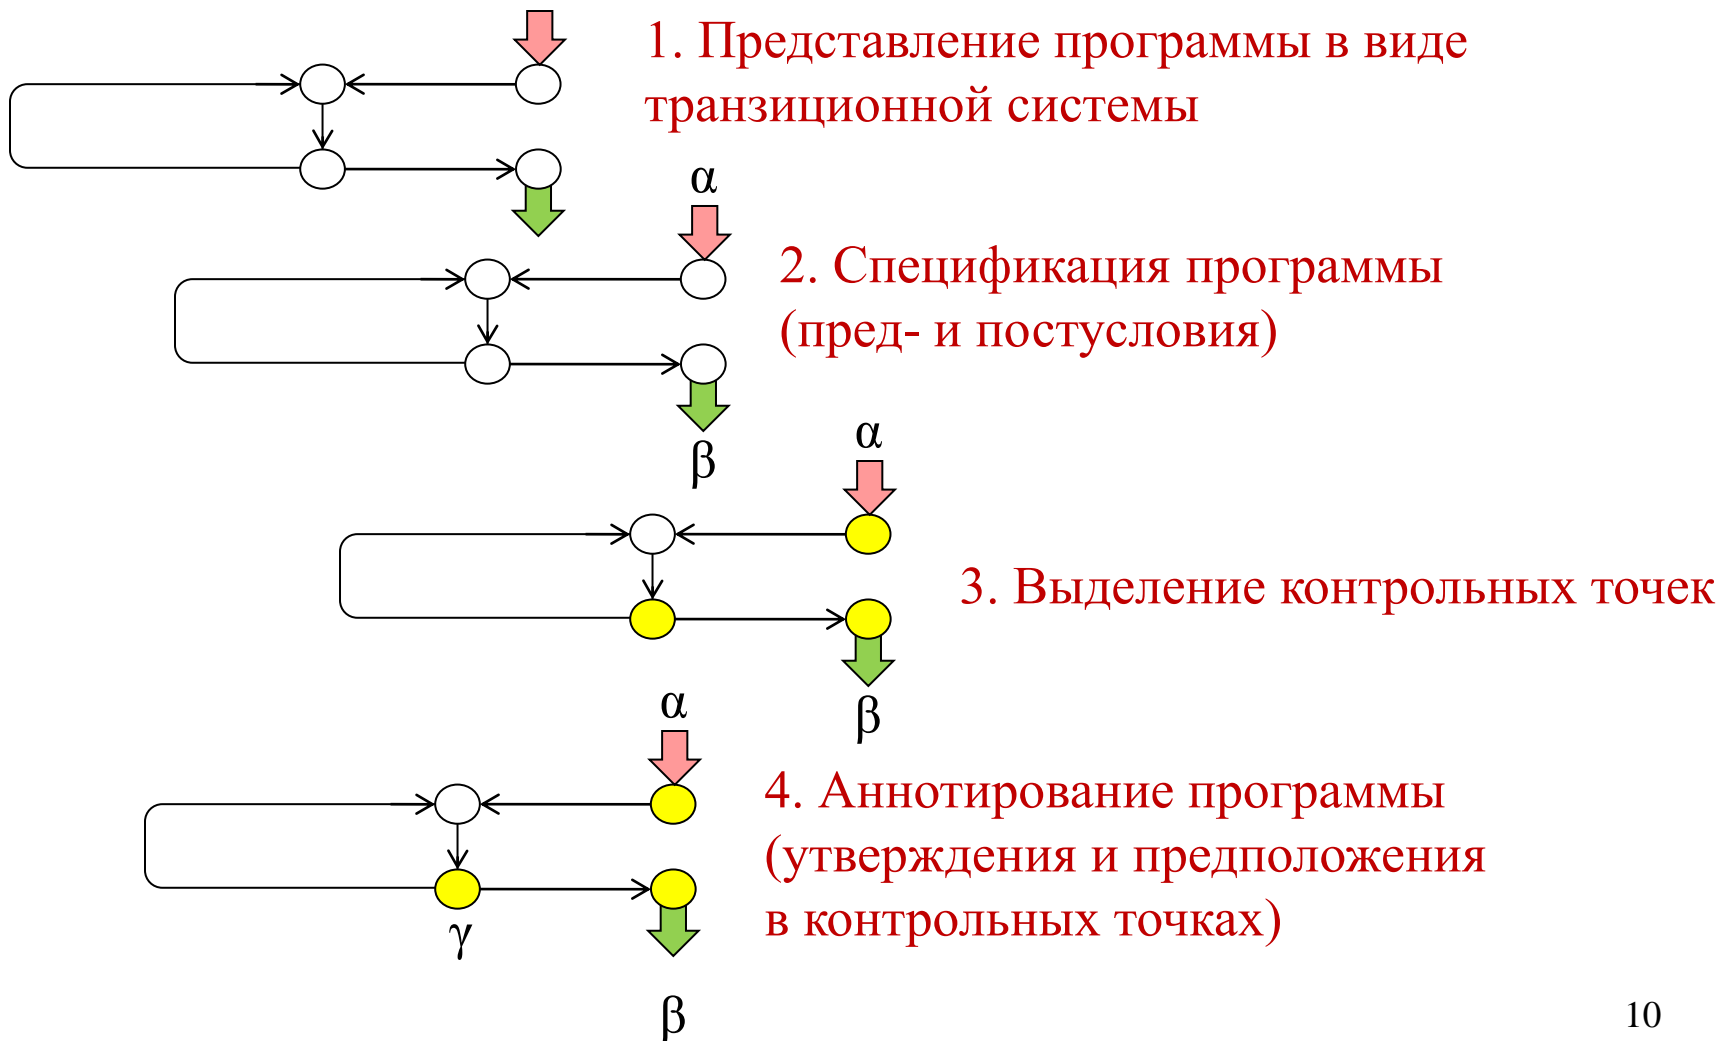 1. Представление программы в виде
транзиционной системы
α
2. Спецификация программы
(пред- и постусловия)
β
α
3. Выделение контрольных точек
β
α
4. Аннотирование программы
(утверждения и предположения
в контрольных точках)
γ
β
10